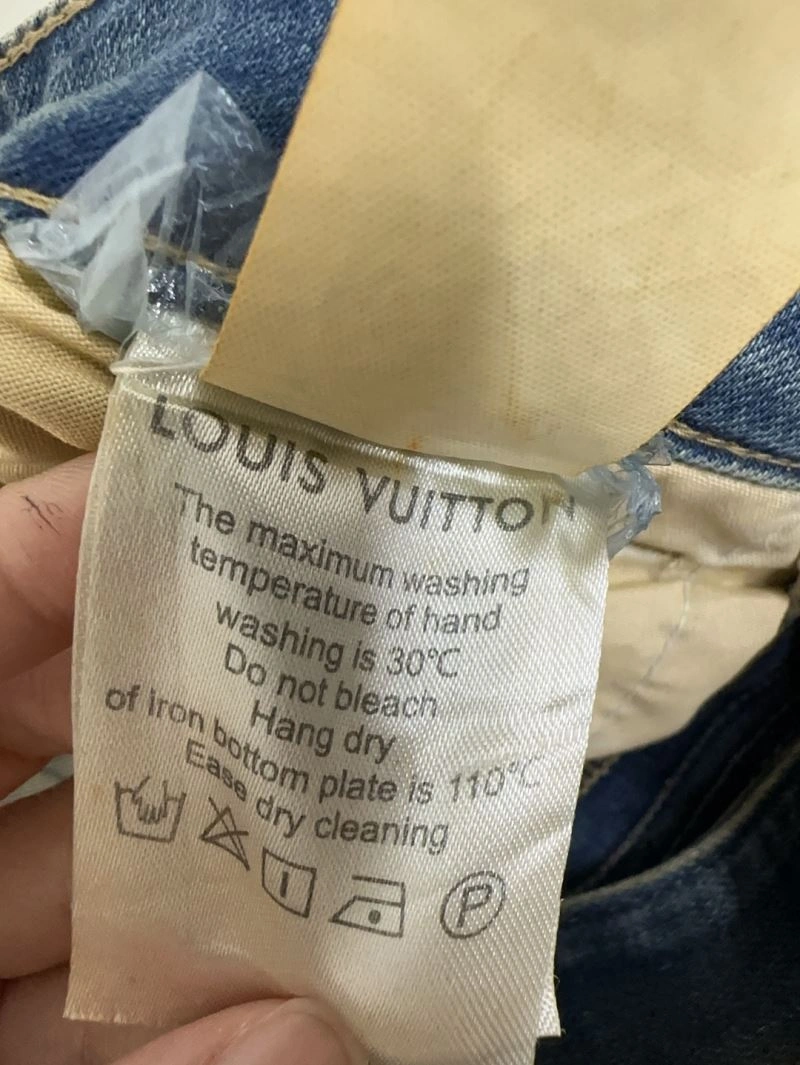 LOUIS VUITTON
The maximum washing
temperature of hand
washing is 30°C
Do not bleach
Hang dry
of iron bottom plate is 110°C
Ease dry cleaning
P